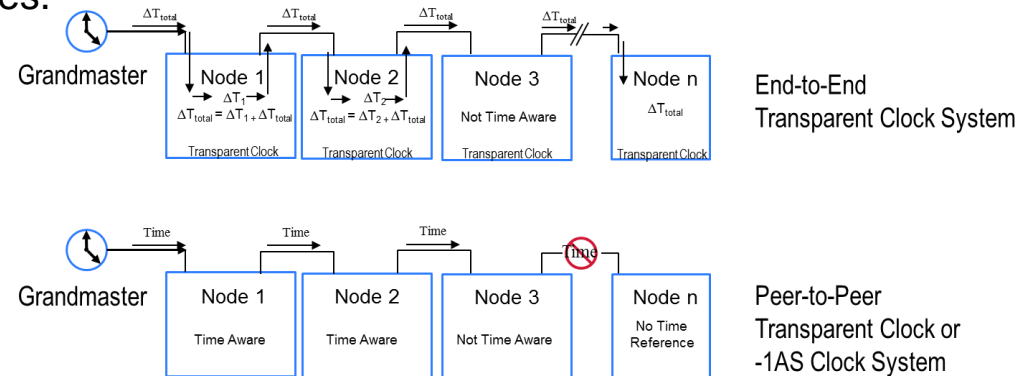 es.
ΔTtotal ΔTtotal ΔTtotal ΔTtotal
Grandmaster
Node 1
ΔT1
ΔTtotal = ΔT1 + ΔTtotal
Transparent Clock
Node 2
ΔT2
ΔTtotal = ΔT2 + ΔTtotal
Transparent Clock
Node 3
Not Time Aware
Transparent Clock
Node n
ΔTtotal
Transparent Clock
End-to-End
Transparent Clock System
Time Time Time Time
Grandmaster
Node 1
Time Aware
Node 2
Time Aware
Node 3
Not Time Aware
Node n
No Time
Reference
Peer-to-Peer
Transparent Clock or
-1AS Clock System